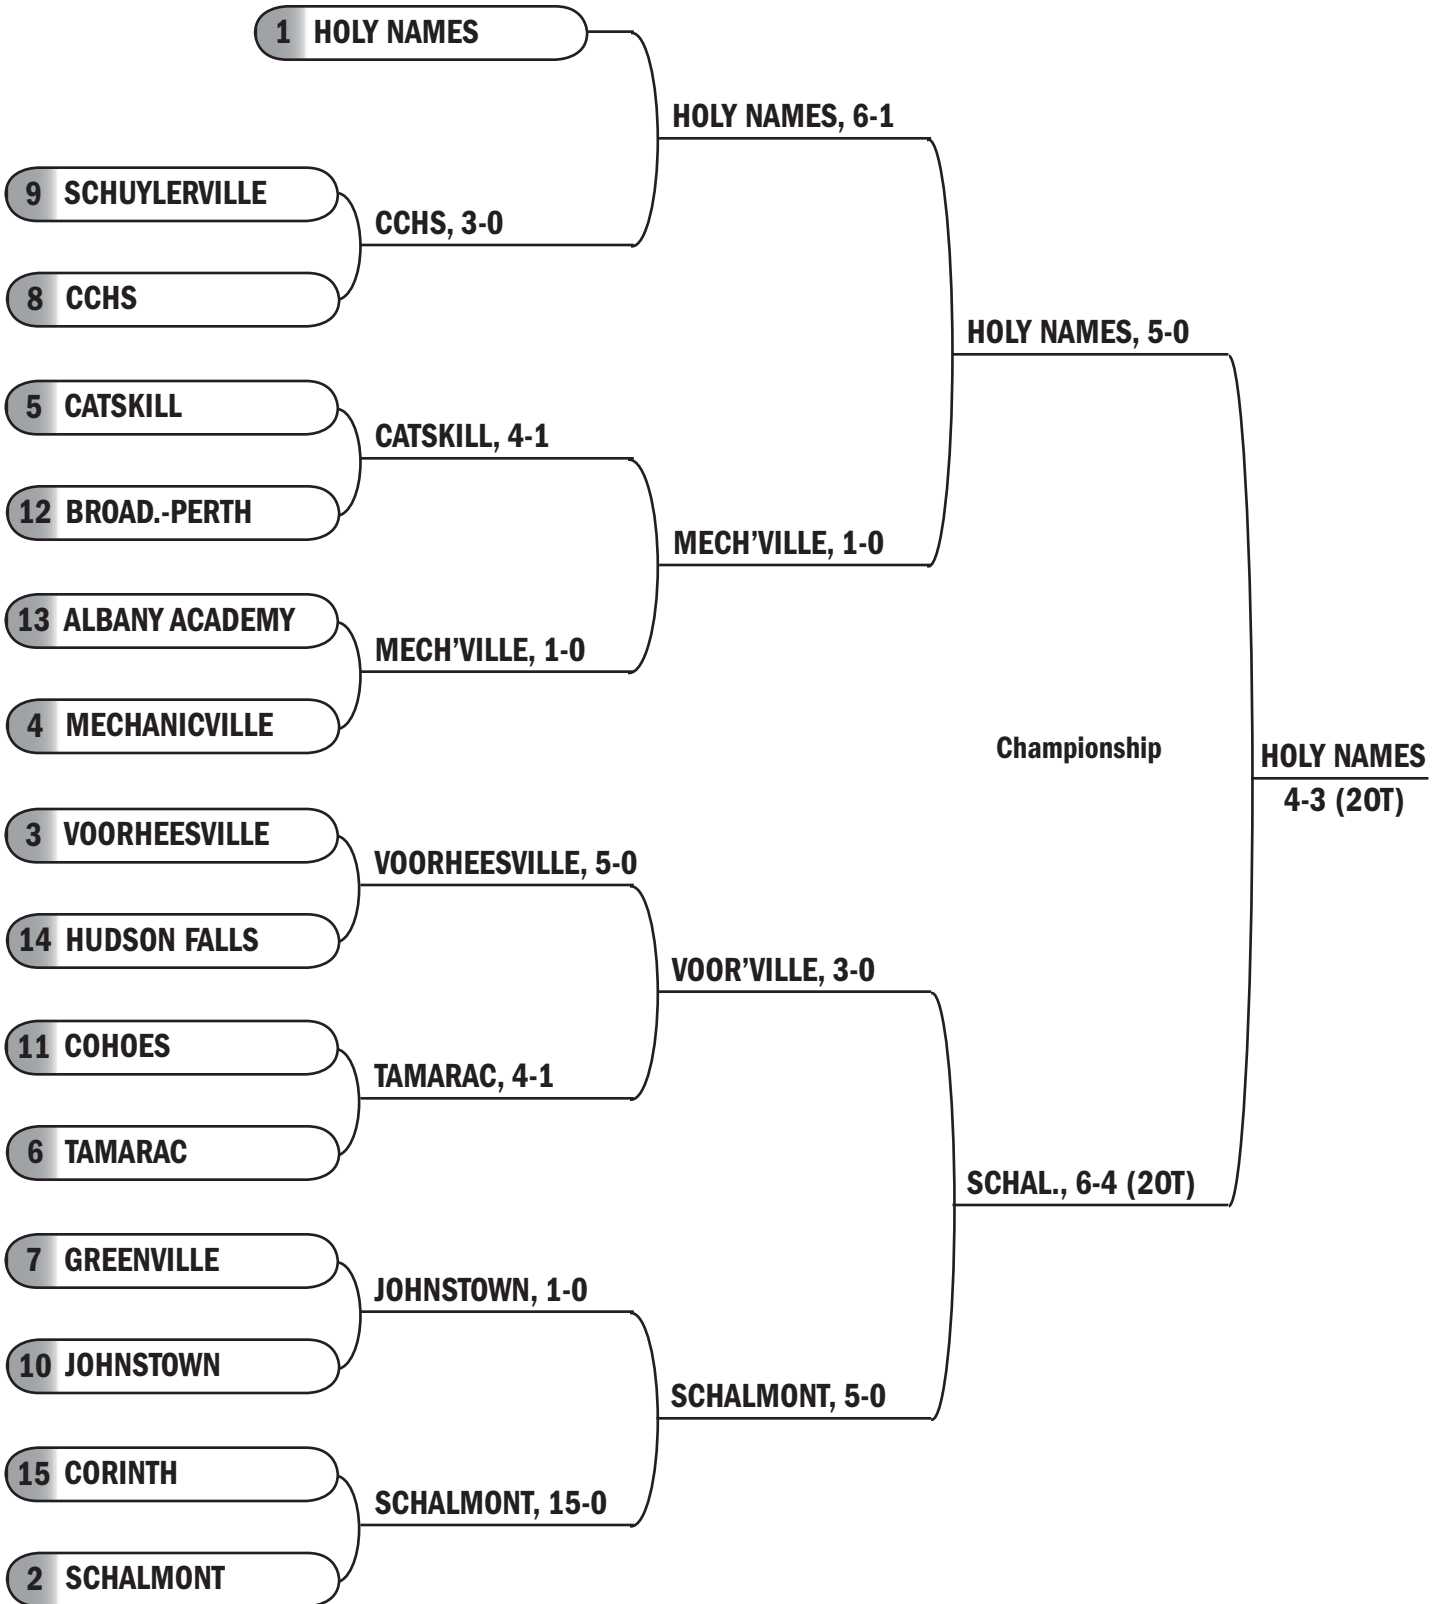 1 HOLY NAMES
HOLY NAMES, 6-1
9 SCHUYLERVILLE
CCHS, 3-0
8 CCHS
HOLY NAMES, 5-0
5 CATSKILL
CATSKILL, 4-1
12 BROAD.-PERTH
MECH’VILLE, 1-0
13 ALBANY ACADEMY
MECH’VILLE, 1-0
4 MECHANICVILLE
Championship
HOLY NAMES
4-3 (2OT)
3 VOORHEESVILLE
VOORHEESVILLE, 5-0
14 HUDSON FALLS
VOOR’VILLE, 3-0
11 COHOES
TAMARAC, 4-1
6 TAMARAC
SCHAL., 6-4 (2OT)
7 GREENVILLE
JOHNSTOWN, 1-0
10 JOHNSTOWN
SCHALMONT, 5-0
15 CORINTH
SCHALMONT, 15-0
2 SCHALMONT